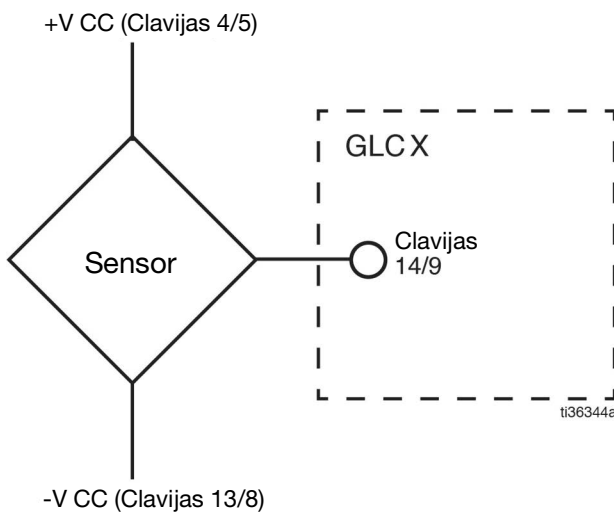 +V CC (Clavijas 4/5)
GLC X
Sensor
Clavijas
14/9
ti36344a
-V CC (Clavijas 13/8)